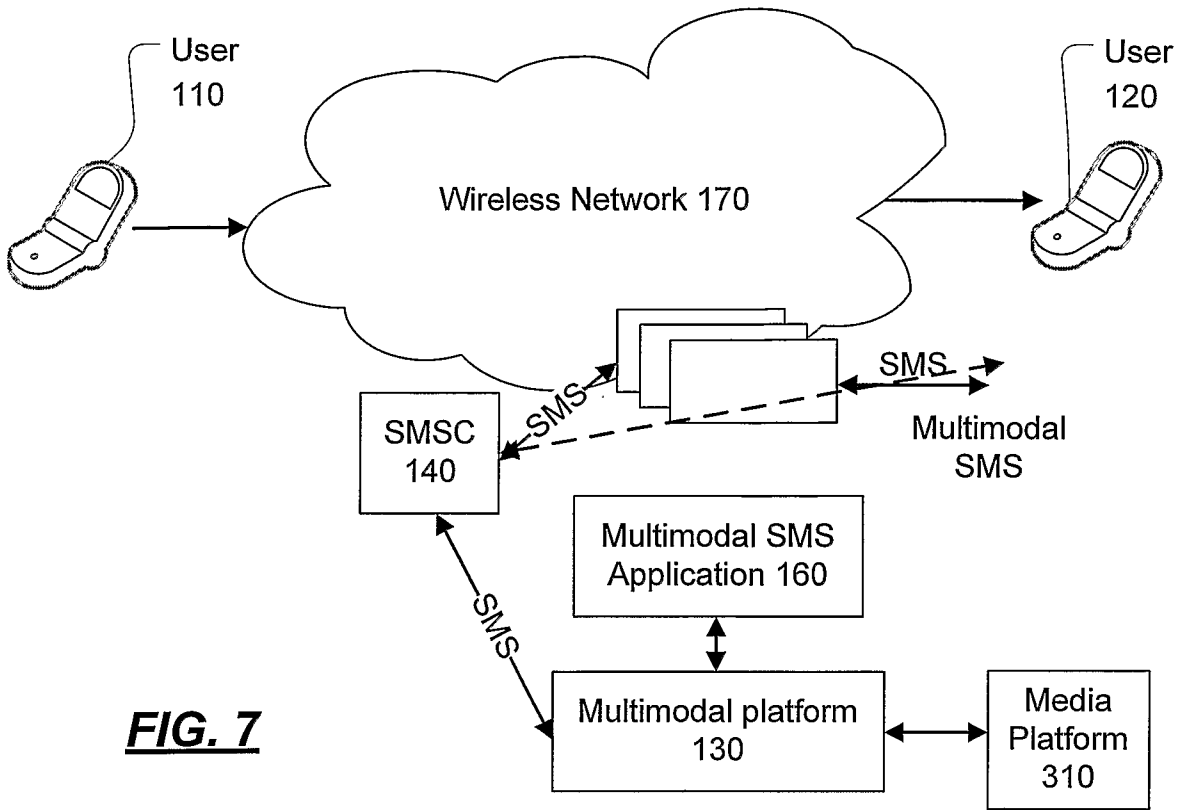 User
110
User
120
Wireless Network 170
SMS
SMS
Multimodal
SMS
SMSC
140
Multimodal SMS
Application 160
SMS
Multimodal platform
130
Media
Platform
310
FIG. 7